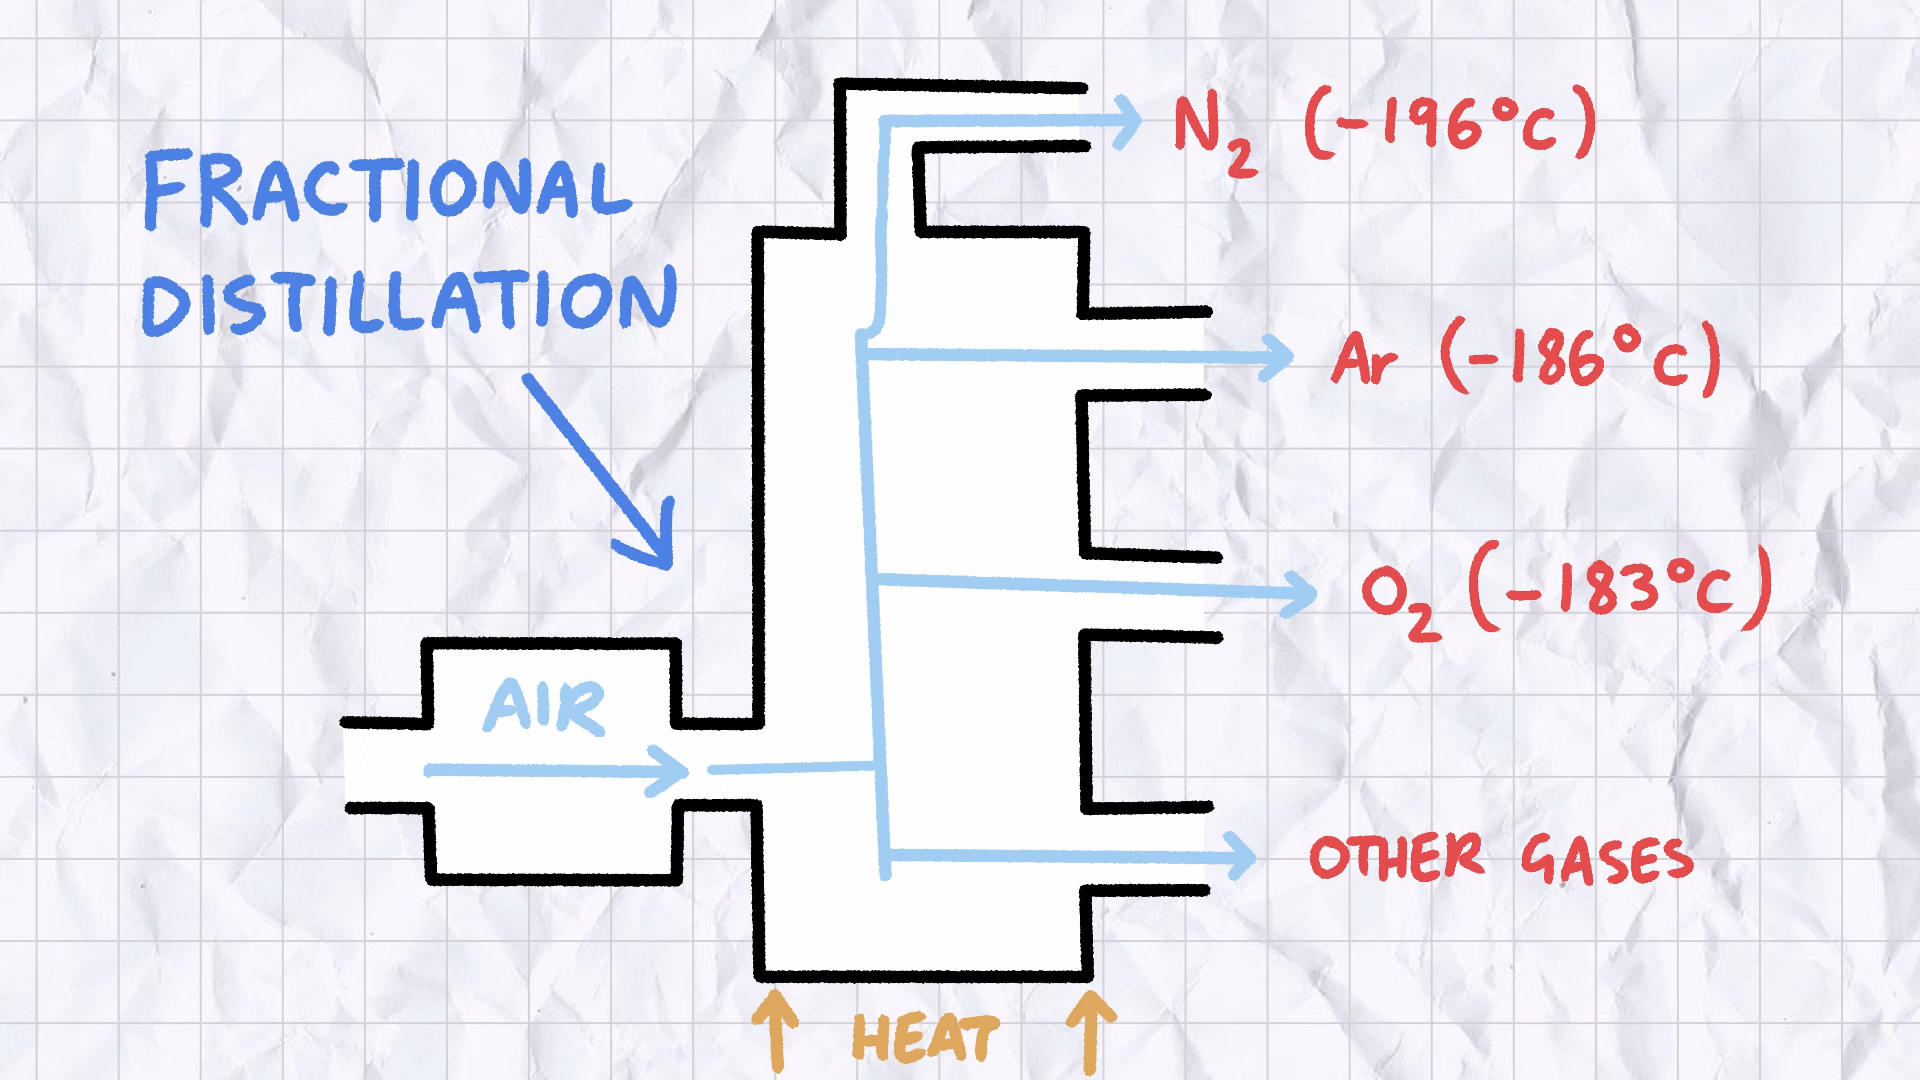 FRACTIONAL
DISTILLATION
N₂ (-196°C)
Ar (-186°C)
O₂ (-183°C)
AIR
OTHER GASES
HEAT